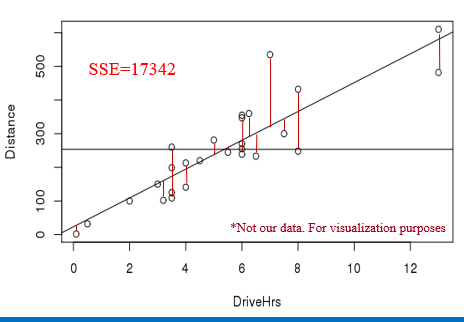 SSE=17342
Distance
500
300
100
0
*Not our data. For visualization purposes
0 2 4 6 8 10 12
DriveHrs